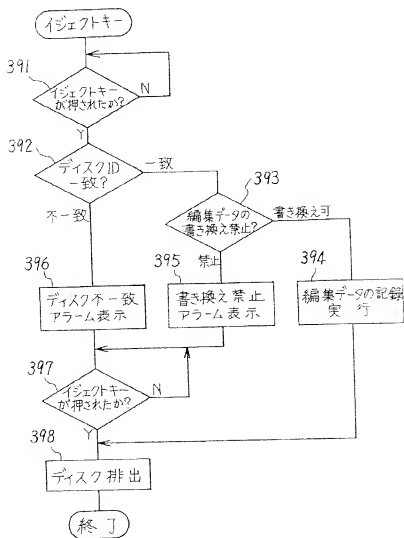 イジェクトキー
391
イジェクトキー
が押されたか?
N
Y
392
ディスクID
一致?
一致
不一致
393
編集データの
書き換え禁止?
書き換え可
禁止
396
ディスク不一致
アラーム表示
395
書き換え禁止
アラーム表示
394
編集データの記録
実行
397
イジェクトキー
が押されたか?
N
Y
398
ディスク排出
終了